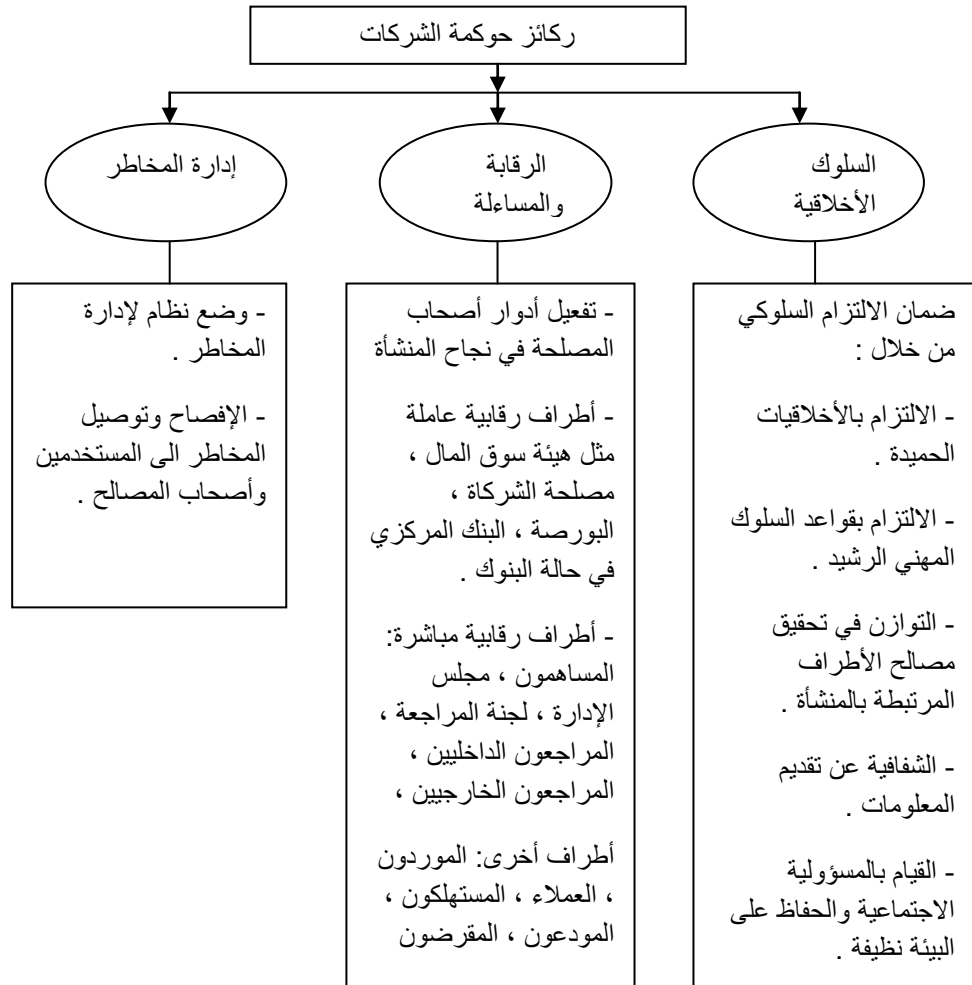 ركائز حوكمة الشركات
السلوك
الأخلاقية
الرقابة
والمساءلة
إدارة المخاطر
ضمان الالتزام السلوكي
من خلال :
- الالتزام بالأخلاقيات
الحميدة .
- الالتزام بقواعد السلوك
المهني الرشيد .
- التوازن في تحقيق
مصالح الأطراف
المرتبطة بالمنشأة .
- الشفافية عن تقديم
المعلومات .
- القيام بالمسؤولية
الاجتماعية والحفاظ على
البيئة نظيفة .
- تفعيل أدوار أصحاب
المصلحة في نجاح المنشأة
- أطراف رقابية عاملة
مثل هيئة سوق المال ،
مصلحة الشركاة ،
البورصة ، البنك المركزي
في حالة البنوك .
- أطراف رقابية مباشرة:
المساهمون ، مجلس
الإدارة ، لجنة المراجعة ،
المراجعون الداخليين ،
المراجعون الخارجيين ،
أطراف أخرى: الموردون
، العملاء ، المستهلكون ،
المودعون ، المقرضون
- وضع نظام لإدارة
المخاطر .
- الإفصاح وتوصيل
المخاطر الى المستخدمين
وأصحاب المصالح .